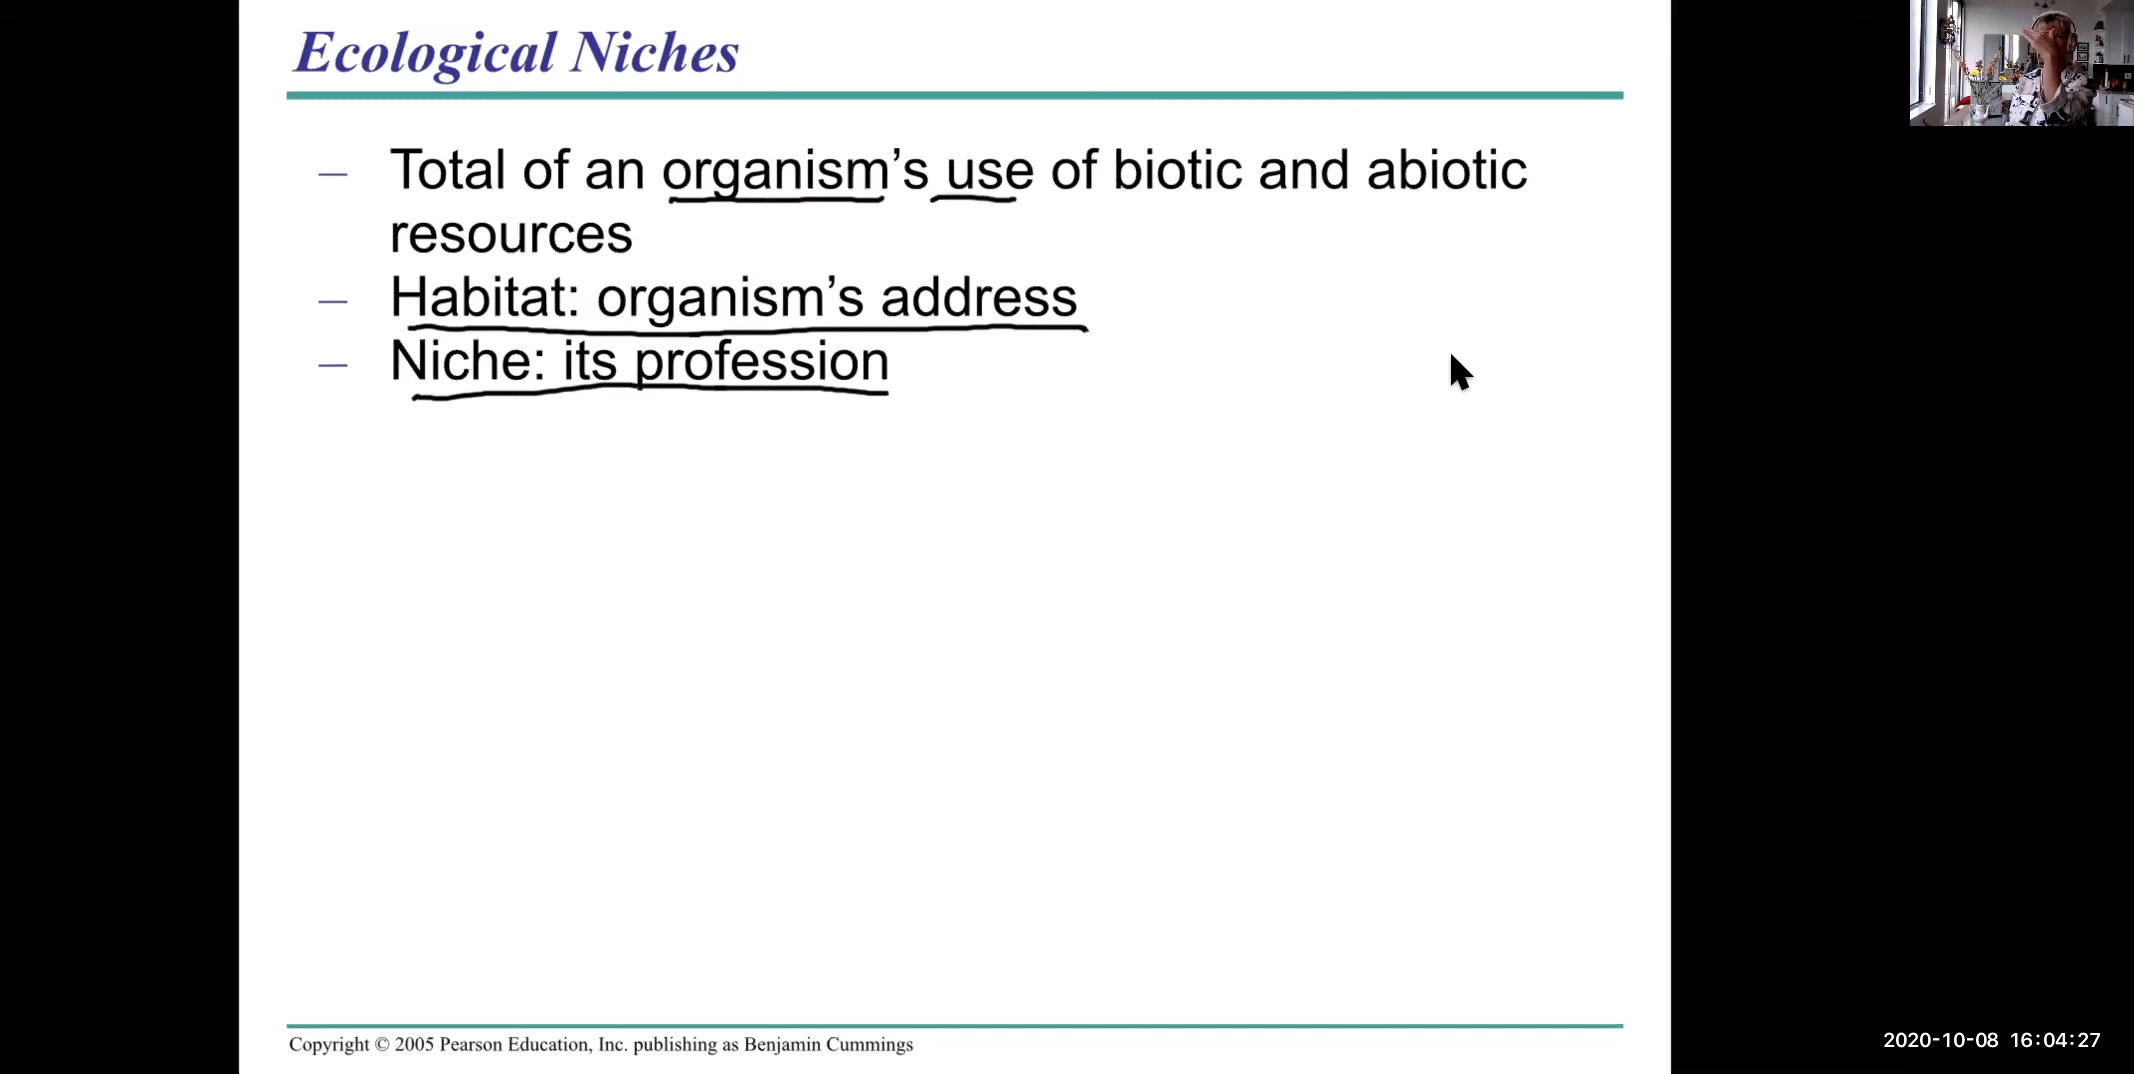 Ecological Niches
– Total of an organism’s use of biotic and abiotic
resources
– Habitat: organism’s address
– Niche: its profession
Copyright © 2005 Pearson Education, Inc. publishing as Benjamin Cummings
2020-10-08 16:04:27